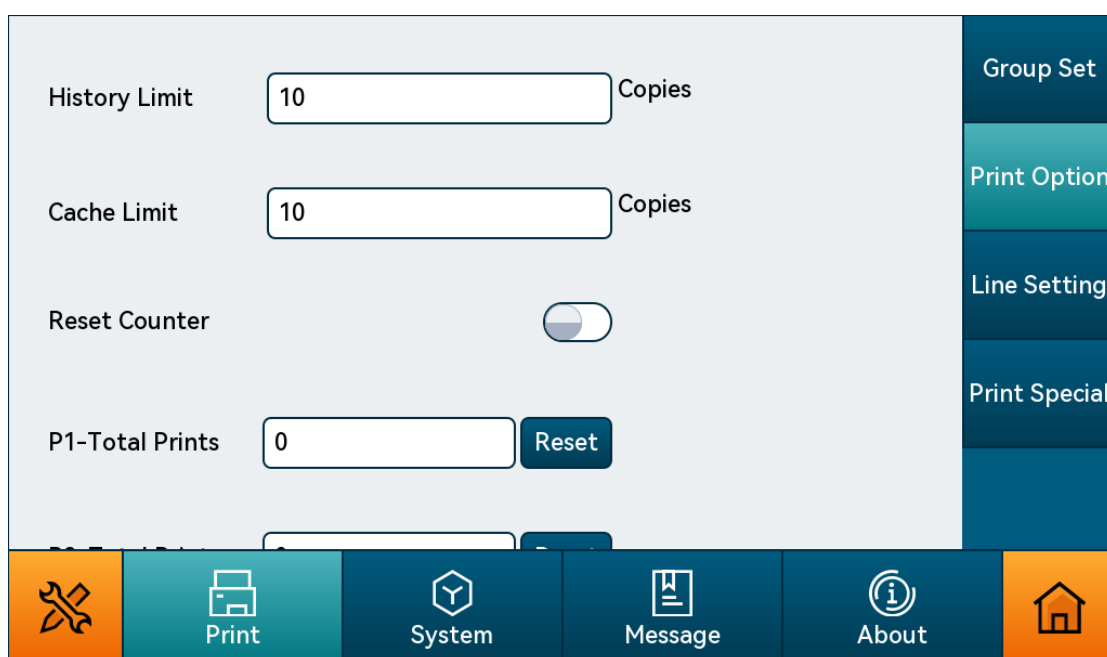 History Limit
10
Copies
Cache Limit
10
Copies
Reset Counter
P1-Total Prints
0
Reset
Group Set
Print Option
Line Setting
Print Special
Print
System
Message
About